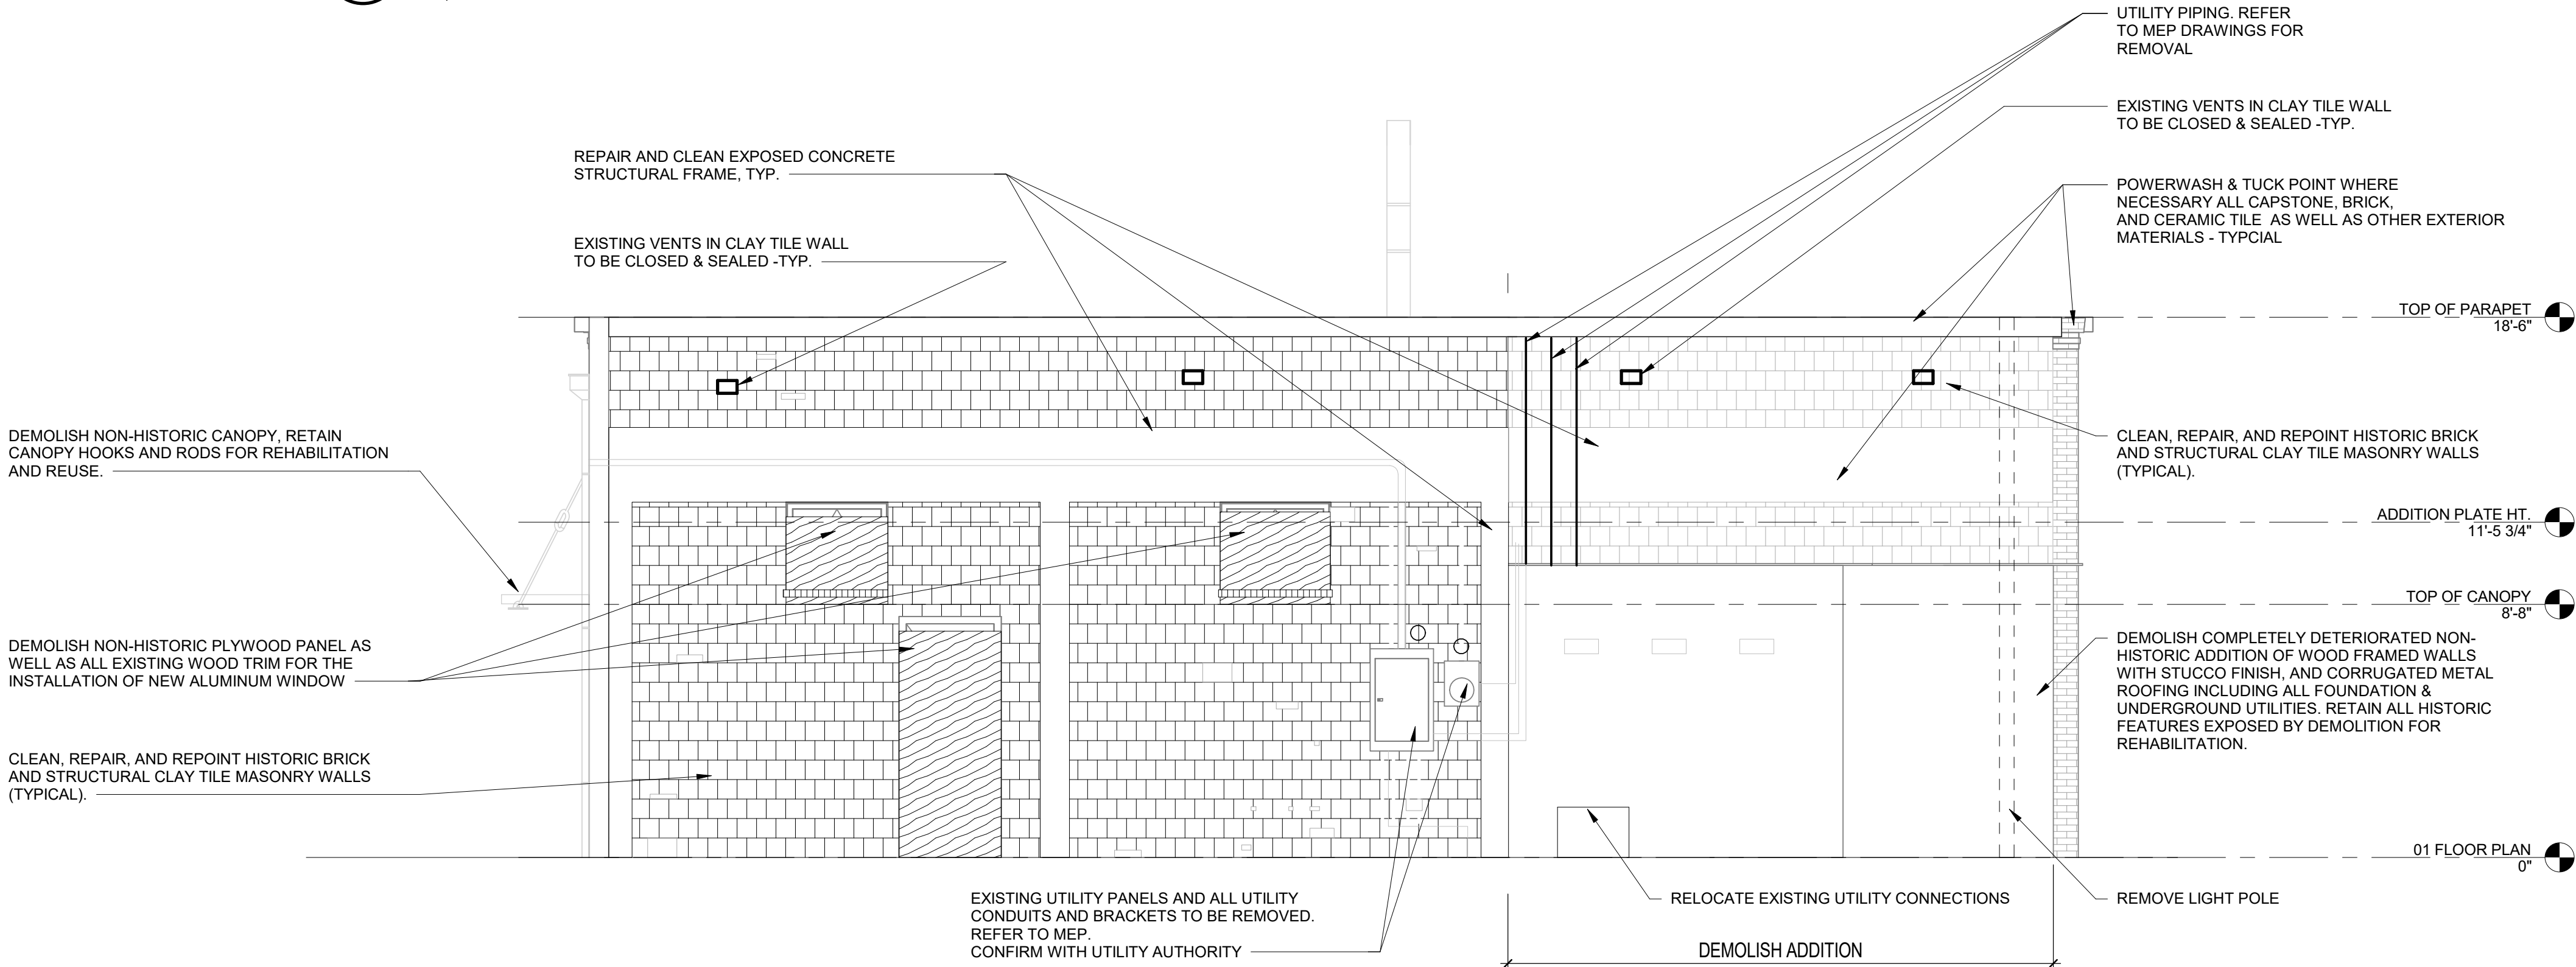 UTILITY PIPING. REFER
TO MEP DRAWINGS FOR
REMOVAL
EXISTING VENTS IN CLAY TILE WALL
TO BE CLOSED & SEALED -TYP.
REPAIR AND CLEAN EXPOSED CONCRETE
STRUCTURAL FRAME, TYP.
POWERWASH & TUCK POINT WHERE
NECESSARY ALL CAPSTONE, BRICK,
AND CERAMIC TILE AS WELL AS OTHER EXTERIOR
MATERIALS - TYPCIAL
EXISTING VENTS IN CLAY TILE WALL
TO BE CLOSED & SEALED -TYP.
TOP OF PARAPET
18'-6"
DEMOLISH NON-HISTORIC CANOPY, RETAIN
CANOPY HOOKS AND RODS FOR REHABILITATION
AND REUSE.
CLEAN, REPAIR, AND REPOINT HISTORIC BRICK
AND STRUCTURAL CLAY TILE MASONRY WALLS
(TYPICAL).
ADDITION PLATE HT.
11'-5 3/4"
TOP OF CANOPY
8'-8"
DEMOLISH NON-HISTORIC PLYWOOD PANEL AS
WELL AS ALL EXISTING WOOD TRIM FOR THE
INSTALLATION OF NEW ALUMINUM WINDOW
DEMOLISH COMPLETELY DETERIORATED NON-
HISTORIC ADDITION OF WOOD FRAMED WALLS
WITH STUCCO FINISH, AND CORRUGATED METAL
ROOFING INCLUDING ALL FOUNDATION &
UNDERGROUND UTILITIES. RETAIN ALL HISTORIC
FEATURES EXPOSED BY DEMOLITION FOR
REHABILITATION.
CLEAN, REPAIR, AND REPOINT HISTORIC BRICK
AND STRUCTURAL CLAY TILE MASONRY WALLS
(TYPICAL).
01 FLOOR PLAN
0"
EXISTING UTILITY PANELS AND ALL UTILITY
CONDUITS AND BRACKETS TO BE REMOVED.
REFER TO MEP.
CONFIRM WITH UTILITY AUTHORITY
RELOCATE EXISTING UTILITY CONNECTIONS
REMOVE LIGHT POLE
DEMOLISH ADDITION